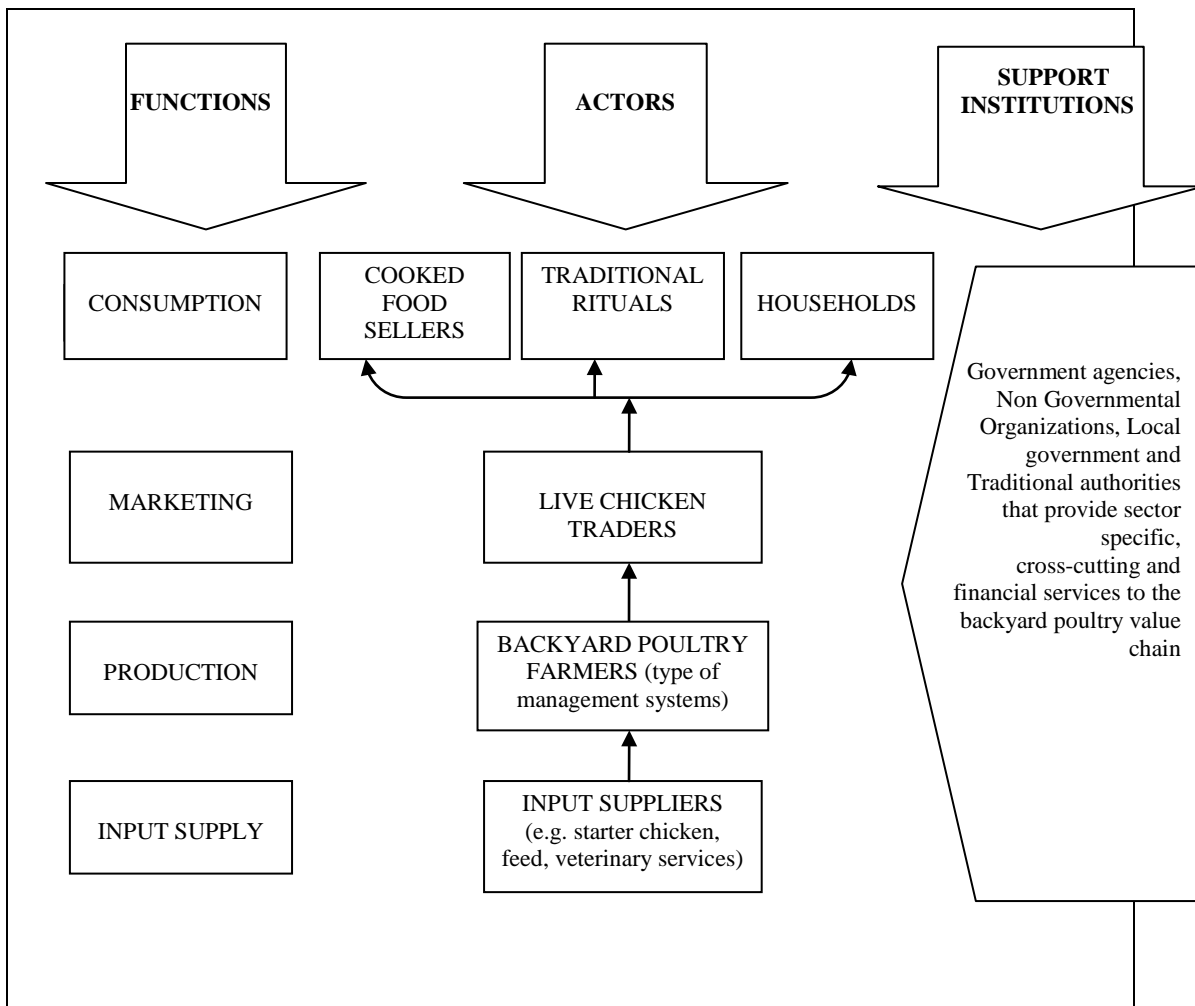 FUNCTIONS
ACTORS
SUPPORT
INSTITUTIONS
CONSUMPTION
COOKED
FOOD
SELLERS
TRADITIONAL
RITUALS
HOUSEHOLDS
MARKETING
LIVE CHICKEN
TRADERS
PRODUCTION
BACKYARD POULTRY
FARMERS (type of
management systems)
INPUT SUPPLY
INPUT SUPPLIERS
(e.g. starter chicken,
feed, veterinary services)
Government agencies,
Non Governmental
Organizations, Local
government and
Traditional authorities
that provide sector
specific,
cross-cutting and
financial services to the
backyard poultry value
chain